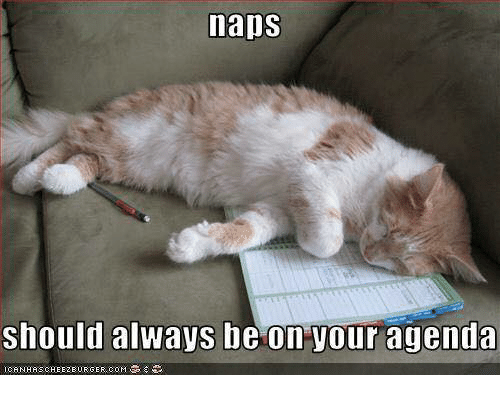 naps
should always be on your agenda
ICANHASCHEEZBURGER.COM